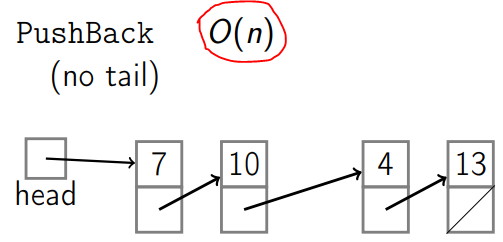 PushBack O(n)
(no tail)
7 10 4 13
head